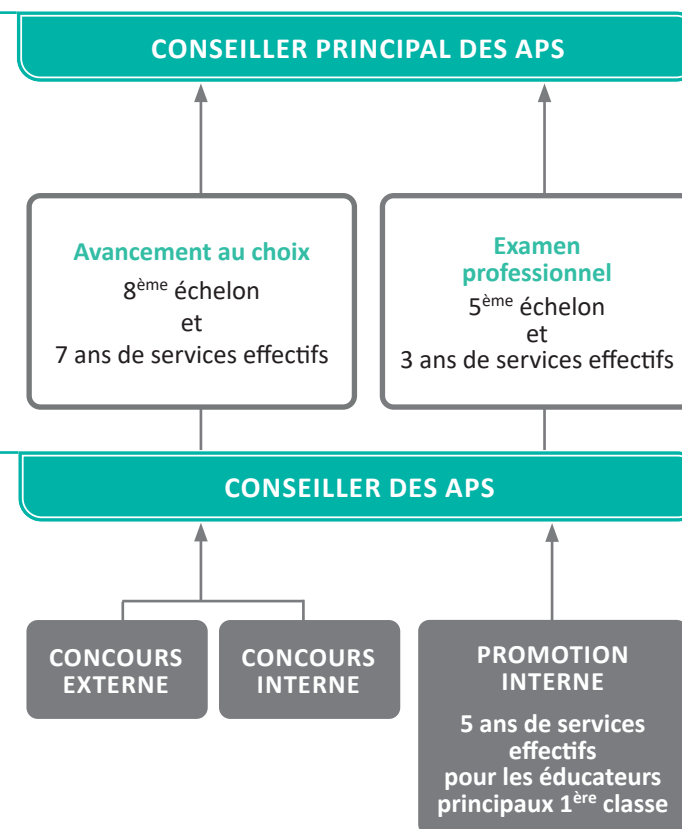 CONSEILLER PRINCIPAL DES APS
Avancement au choix
8ème échelon
et
7 ans de services effectifs
Examen
professionnel
5ème échelon
et
3 ans de services effectifs
CONSEILLER DES APS
CONCOURS
EXTERNE
CONCOURS
INTERNE
PROMOTION
INTERNE
5 ans de services
effectifs
pour les éducateurs
principaux 1ère classe